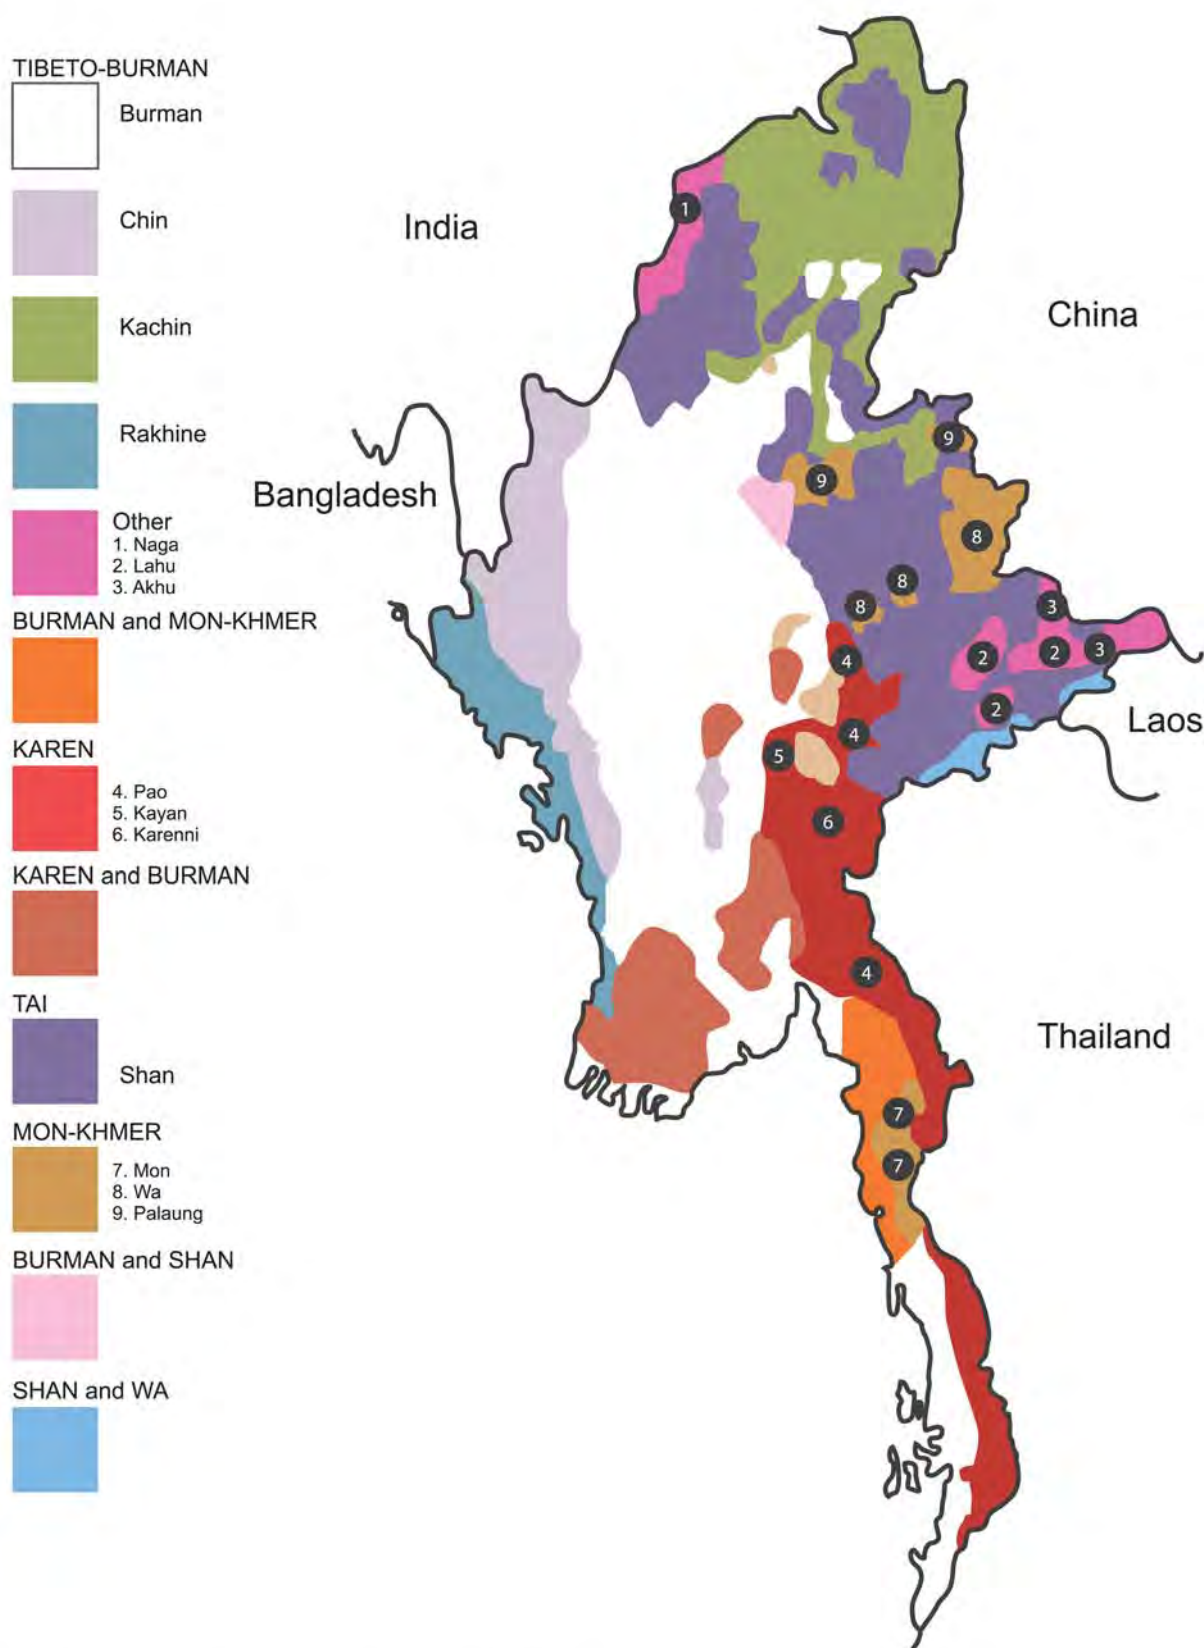 TIBETO-BURMAN
Burman
Chin
Kachin
Rakhine
Other
1. Naga
2. Lahu
3. Akhu
BURMAN and MON-KHMER
KAREN
4. Pao
5. Kayan
6. Karenni
KAREN and BURMAN
TAI
Shan
MON-KHMER
7. Mon
8. Wa
9. Palaung
BURMAN and SHAN
SHAN and WA
India
China
Bangladesh
Laos
Thailand
1
9
9
8
8
8
3
4
2
2
3
2
4
5
6
4
7
7